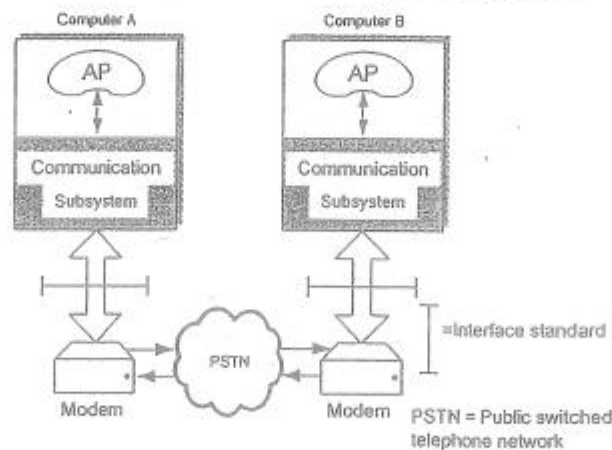 Computer A
Computer B
AP
AP
Communication
Subsystem
Communication
Subsystem
=Interface standard
PSTN
Modem
Modem
PSTN = Public switched
telephone network